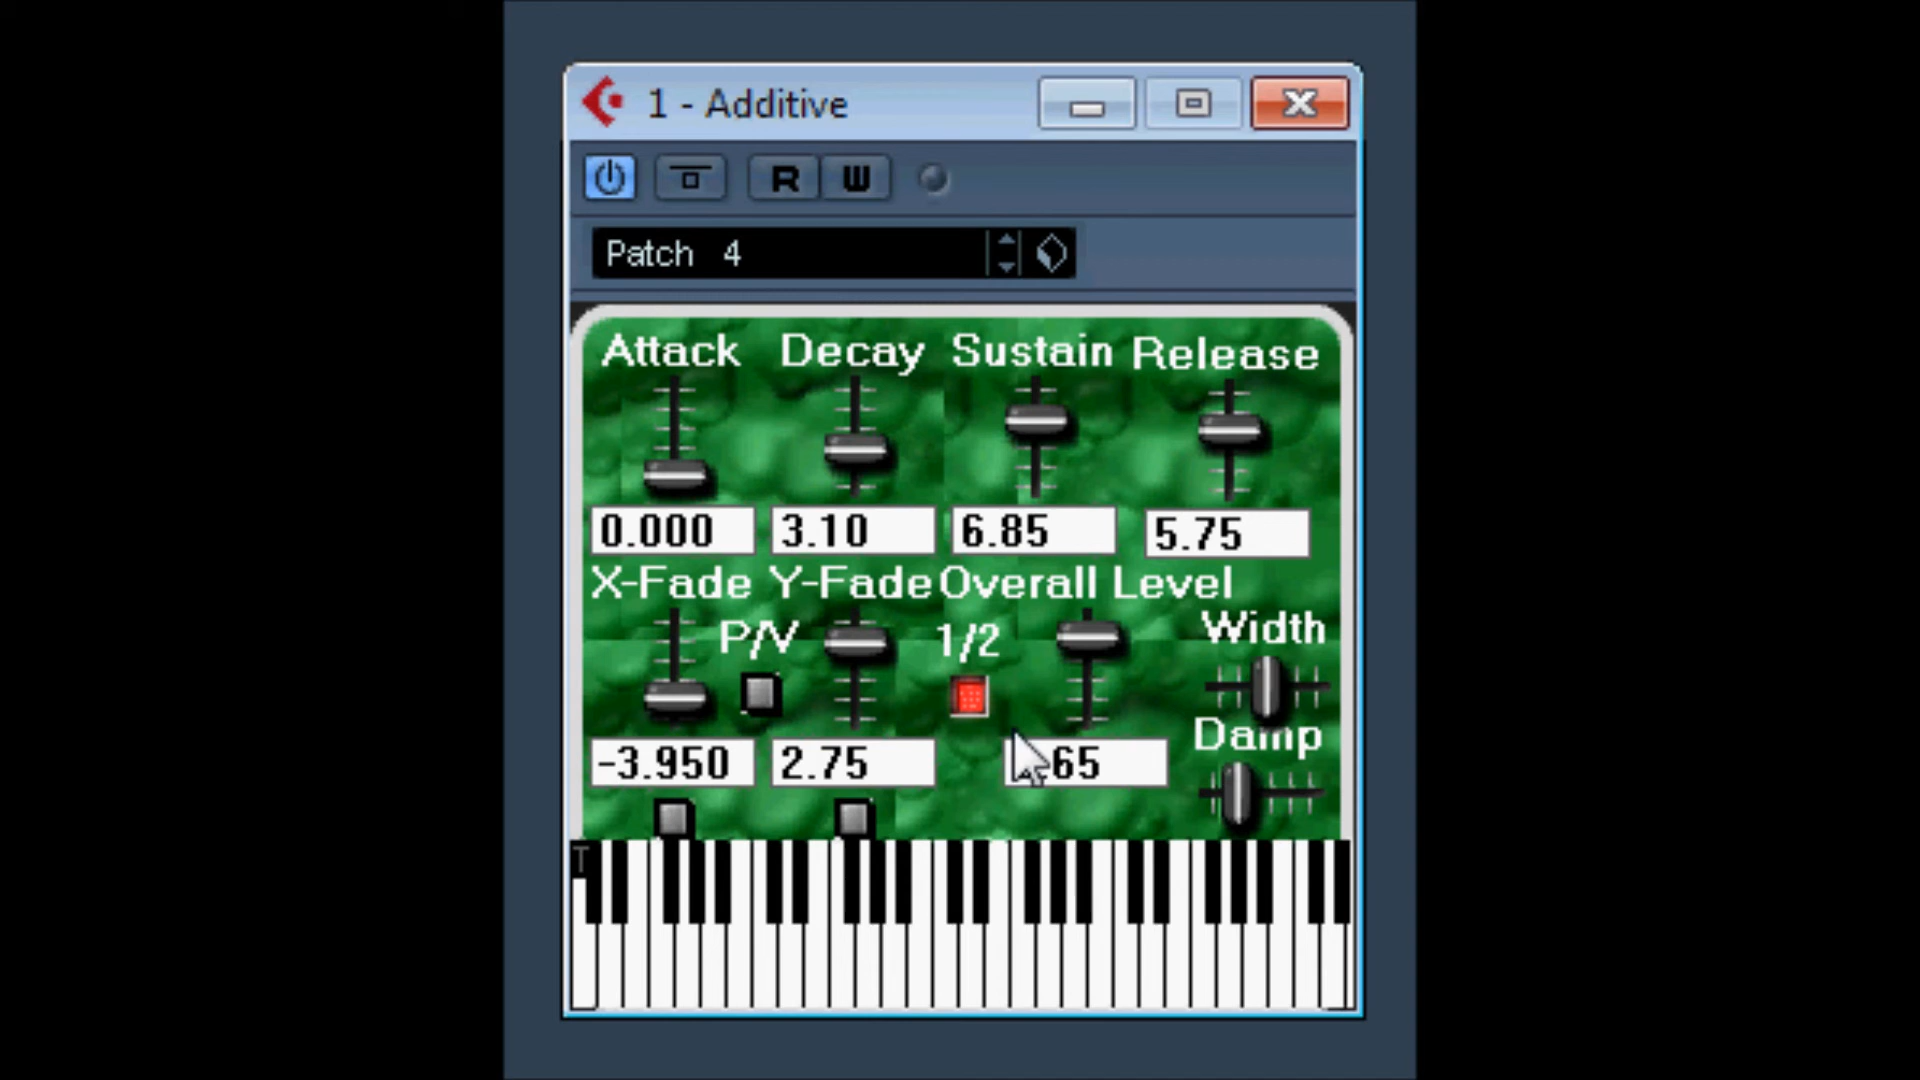 1 - Additive
R W
Patch 4
Attack Decay Sustain Release
0.000 3.10 6.85 5.75
X-Fade Y-Fade Overall Level
P/V 1/2 Width
-3.950 2.75 65 Damp
T